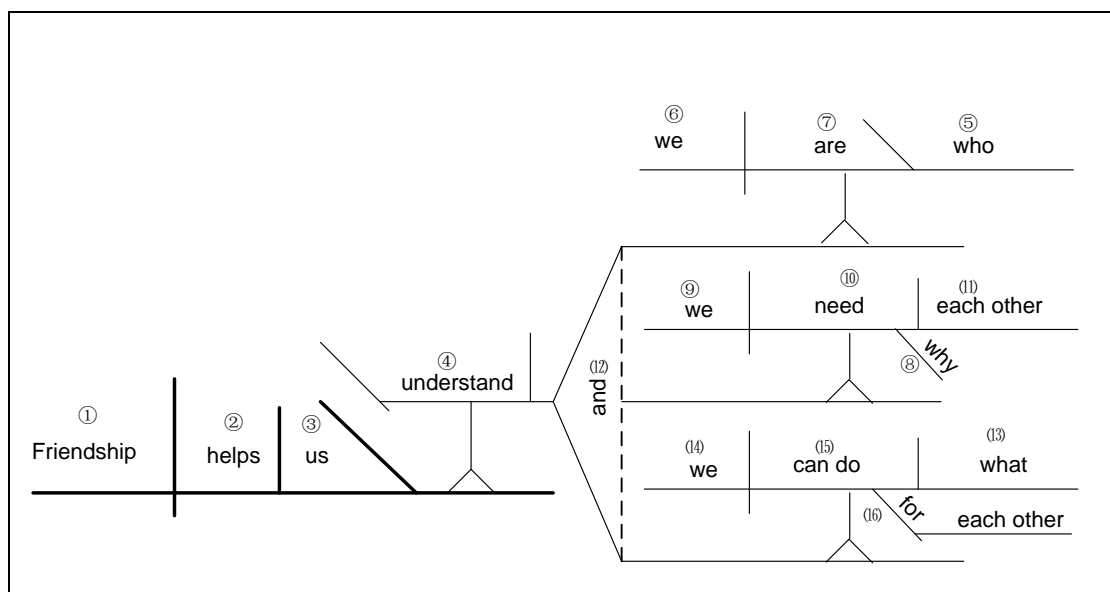 ⑥ ⑦ ⑤
we are who
⑨ ⑩ ⑾
we need each other
⑧ why
④
understand
⑿ and
① ② ③
Friendship helps us
⒁ ⒂ ⒀
we can do what
⒃ for each other